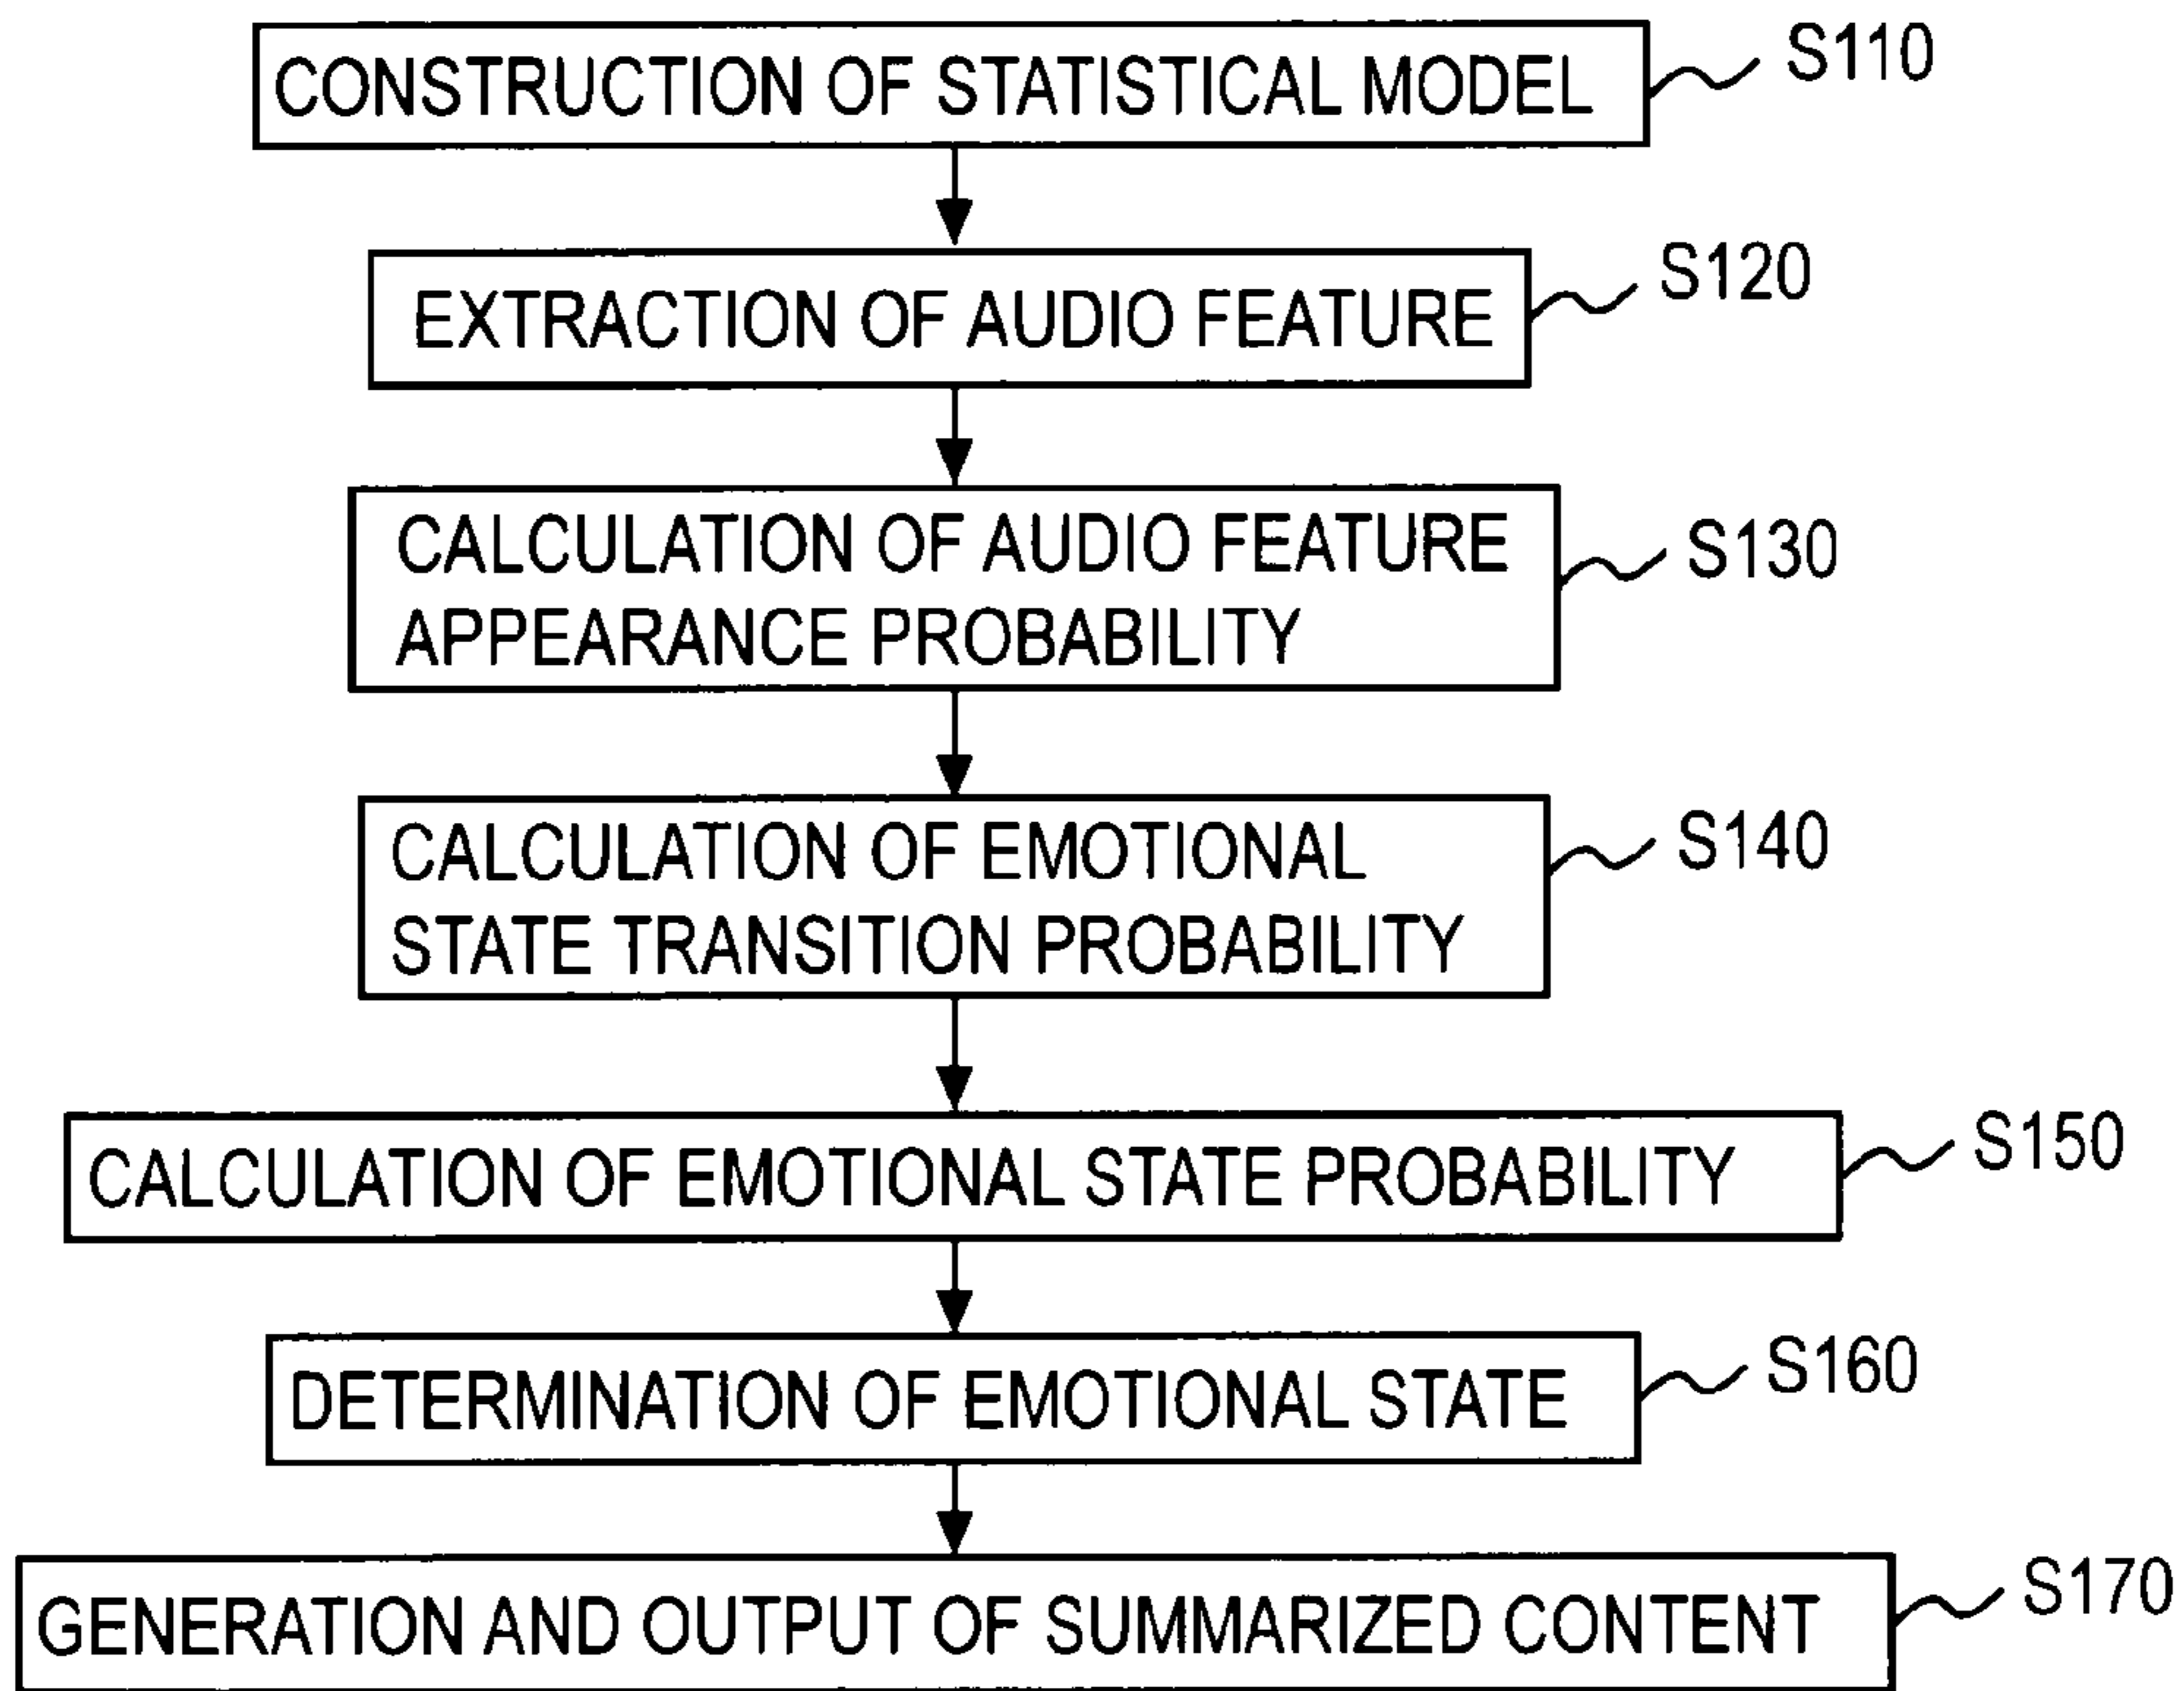 CONSTRUCTION OF STATISTICAL MODEL
S110
EXTRACTION OF AUDIO FEATURE
S120
CALCULATION OF AUDIO FEATURE
APPEARANCE PROBABILITY
S130
CALCULATION OF EMOTIONAL
STATE TRANSITION PROBABILITY
S140
CALCULATION OF EMOTIONAL STATE PROBABILITY
S150
DETERMINATION OF EMOTIONAL STATE
S160
GENERATION AND OUTPUT OF SUMMARIZED CONTENT
S170